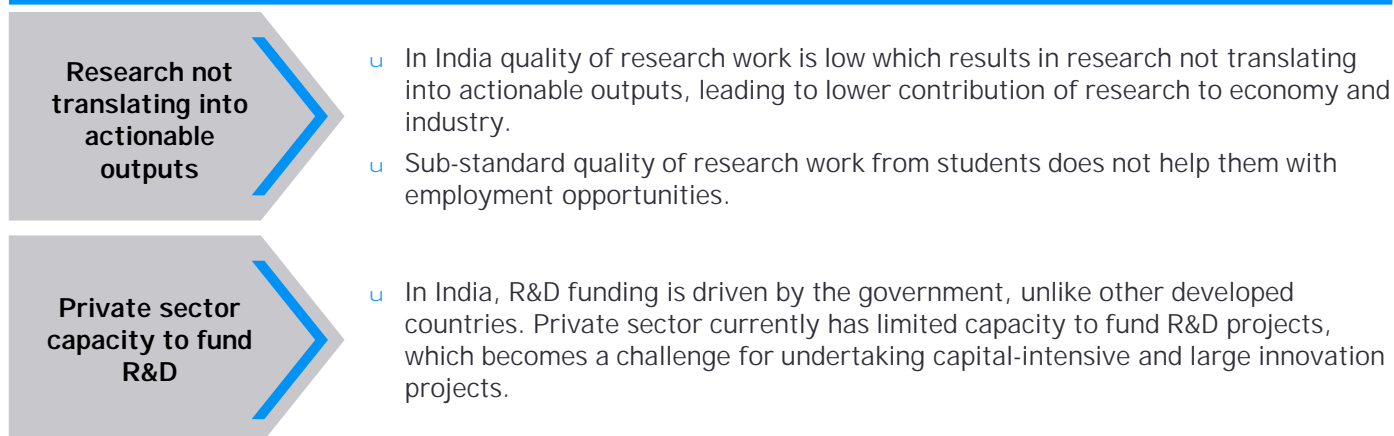 Research not
translating into
actionable
outputs
u In India quality of research work is low which results in research not translating
into actionable outputs, leading to lower contribution of research to economy and
industry.
u Sub-standard quality of research work from students does not help them with
employment opportunities.
Private sector
capacity to fund
R&D
u In India, R&D funding is driven by the government, unlike other developed
countries. Private sector currently has limited capacity to fund R&D projects,
which becomes a challenge for undertaking capital-intensive and large innovation
projects.